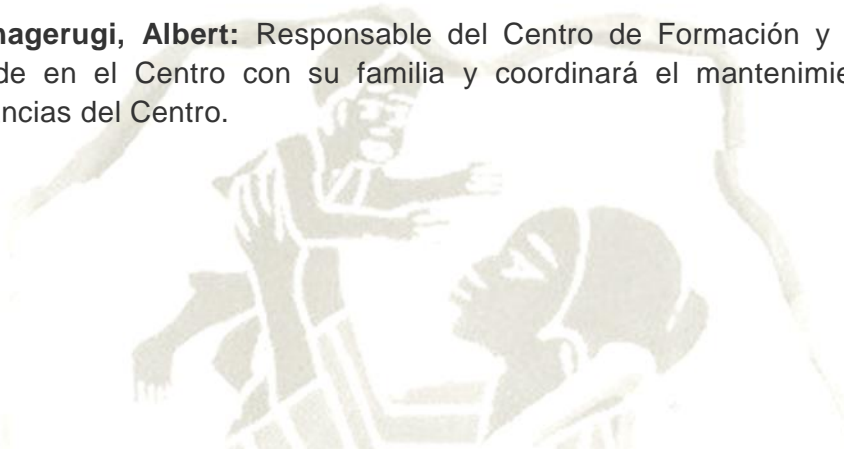 nagerugi, Albert: Responsable del Centro de Formación y
de en el Centro con su familia y coordinará el mantenimie
ncias del Centro.